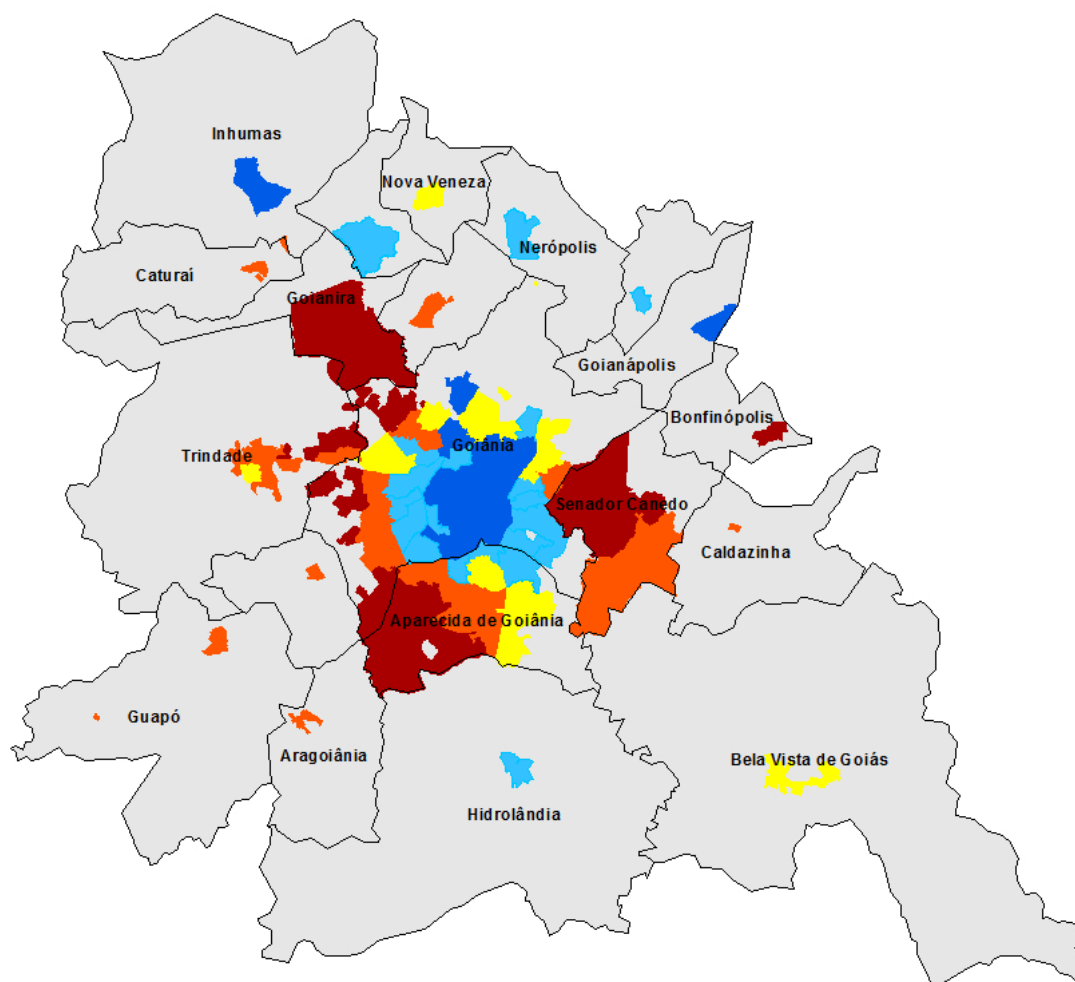 Inhumas
Nova Veneza
Nerópolis
Caturaí
Goianira
Goianápolis
Bonfinópolis
Goiânia
Trindade
Senador Canedo
Caldazinha
Aparecida de Goiânia
Guapó
Aragoiânia
Bela Vista de Goiás
Hidrolândia